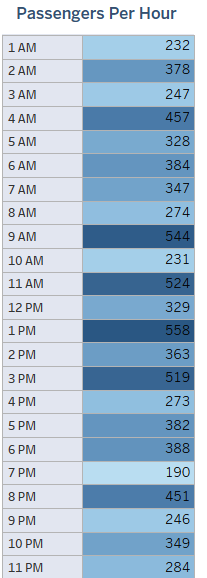 Passengers Per Hour
1 AM 232
2 AM 378
3 AM 247
4 AM 457
5 AM 328
6 AM 384
7 AM 347
8 AM 274
9 AM 544
10 AM 231
11 AM 524
12 PM 329
1 PM 558
2 PM 363
3 PM 519
4 PM 273
5 PM 382
6 PM 388
7 PM 190
8 PM 451
9 PM 246
10 PM 349
11 PM 284